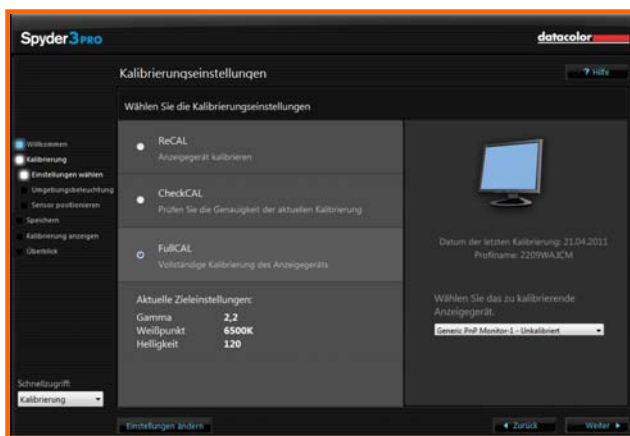 Spyder3PRO
datacolor
Kalibrierungseinstellungen
? Hilfe
Wählen Sie die Kalibrierungseinstellungen
Willkommen
Kalibrierung
Einstellungen wählen
Umgebungsbeleuchtung
Sensor positionieren
Speichern
Kalibrierung anzeigen
Überblick
Schnellzugriff:
Kalibrierung
ReCAL
Anzeigegerät kalibrieren
CheckCAL
Prüfen Sie die Genauigkeit der aktuellen Kalibrierung
FullCAL
Vollständige Kalibrierung des Anzeigegeräts
Aktuelle Zieleinstellungen:
Gamma 2,2
Weißpunkt 6500K
Helligkeit 120
Datum der letzten Kalibrierung: 21.04.2011
Profilname: 2209WA.ICM
Wählen Sie das zu kalibrierende
Anzeigegerät.
Generic PnP Monitor-1 - Unkalibriert
Einstellungen ändern
Zurück
Weiter